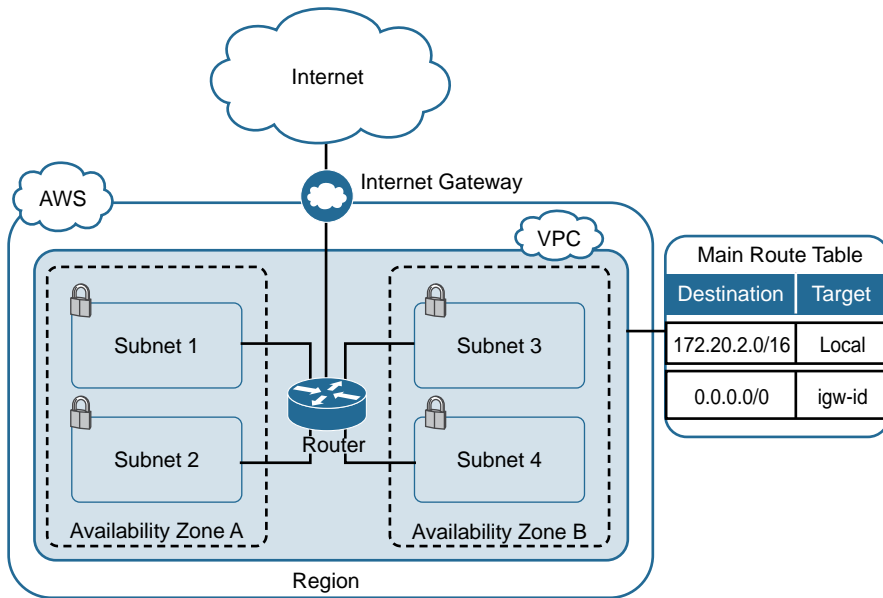 Internet
Internet Gateway
AWS
VPC
Main Route Table
Destination Target
172.20.2.0/16 Local
0.0.0.0/0 igw-id
Subnet 1
Subnet 3
Router
Subnet 2
Subnet 4
Availability Zone A
Availability Zone B
Region